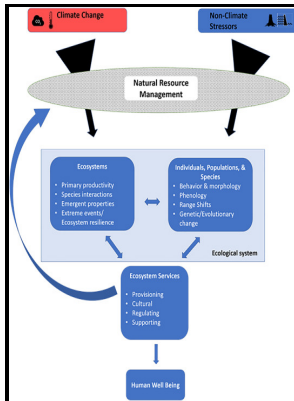 Climate Change
Non-Climate
Stressors
Natural Resource
Management
Ecosystems
• Primary productivity
• Species interactions
• Emergent properties
• Extreme events/
Ecosystem resilience
Individuals, Populations, &
Species
• Behavior & morphology
• Phenology
• Range Shifts
• Genetic/Evolutionary
change
Ecological system
Ecosystem Services
• Provisioning
• Cultural
• Regulating
• Supporting
Human Well Being